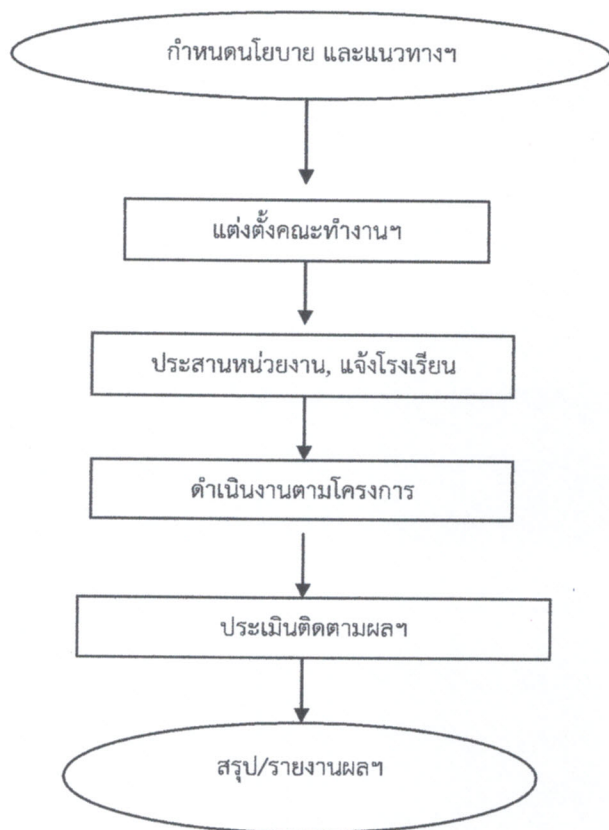 กำหนดนโยบาย และแนวทางฯ
แต่งตั้งคณะทำงานฯ
ประสานหน่วยงาน, แจ้งโรงเรียน
ดำเนินงานตามโครงการ
ประเมินติดตามผลฯ
สรุป/รายงานผลฯ